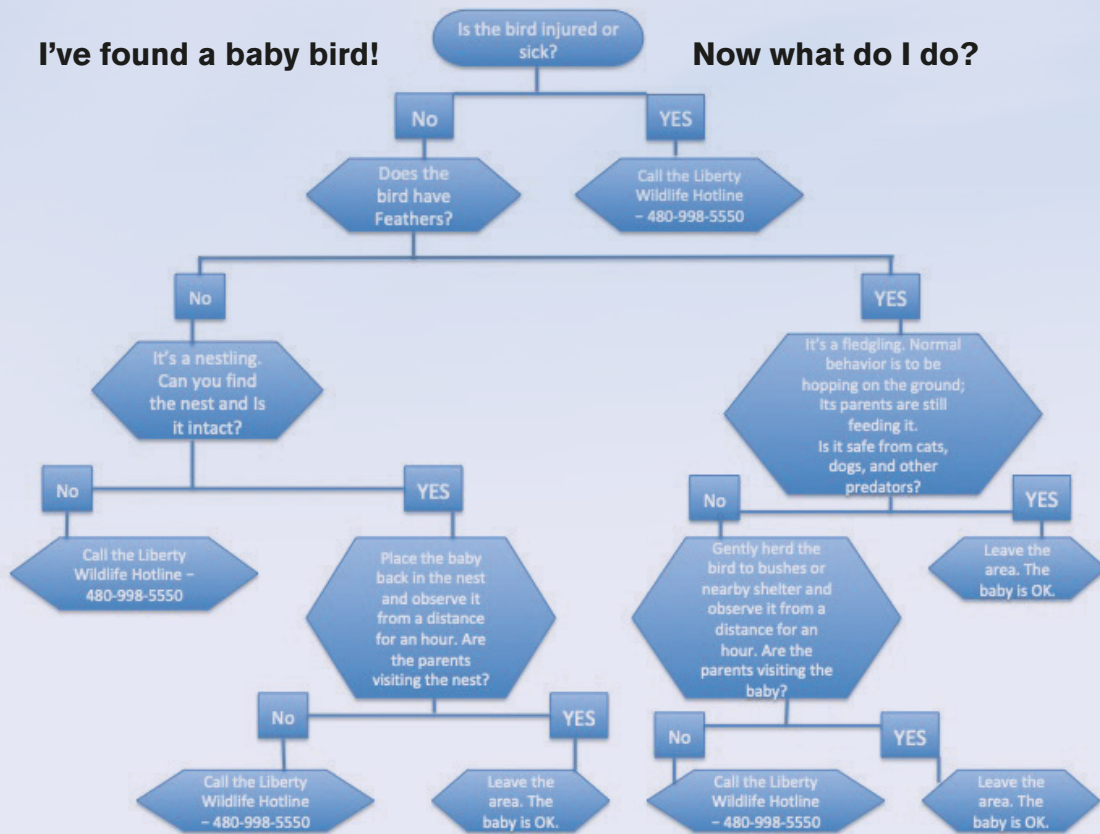 I've found a baby bird!
Now what do I do?
Is the bird injured or
sick?
No
YES
Does the
bird have
Feathers?
Call the Liberty
Wildlife Hotline
– 480-998-5550
No
YES
It's a nestling.
Can you find
the nest and Is
it intact?
It's a fledgling. Normal
behavior is to be
hopping on the ground;
Its parents are still
feeding it.
Is it safe from cats,
dogs, and other
predators?
No
YES
No
YES
Call the Liberty
Wildlife Hotline –
480-998-5550
Place the baby
back in the nest
and observe it
from a distance
for an hour. Are
the parents
visiting the nest?
Gently herd the
bird to bushes or
nearby shelter and
observe it from a
distance for an
hour. Are the
parents visiting the
baby?
Leave the
area. The
baby is OK.
No
YES
No
YES
Call the Liberty
Wildlife Hotline
– 480-998-5550
Leave the
area. The
baby is OK.
Call the Liberty
Wildlife Hotline
– 480-998-5550
Leave the
area. The
baby is OK.